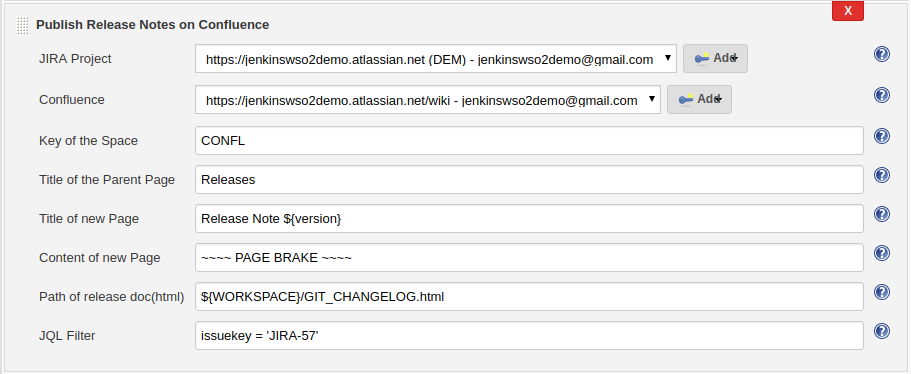 X
Publish Release Notes on Confluence
JIRA Project https://jenkinswso2demo.atlassian.net (DEM) - jenkinswso2demo@gmail.com Add
Confluence https://jenkinswso2demo.atlassian.net/wiki - jenkinswso2demo@gmail.com Add
Key of the Space CONFL
Title of the Parent Page Releases
Title of new Page Release Note ${version}
Content of new Page ~~~~ PAGE BRAKE ~~~~
Path of release doc(html) ${WORKSPACE}/GIT_CHANGELOG.html
JQL Filter issuekey = 'JIRA-57'